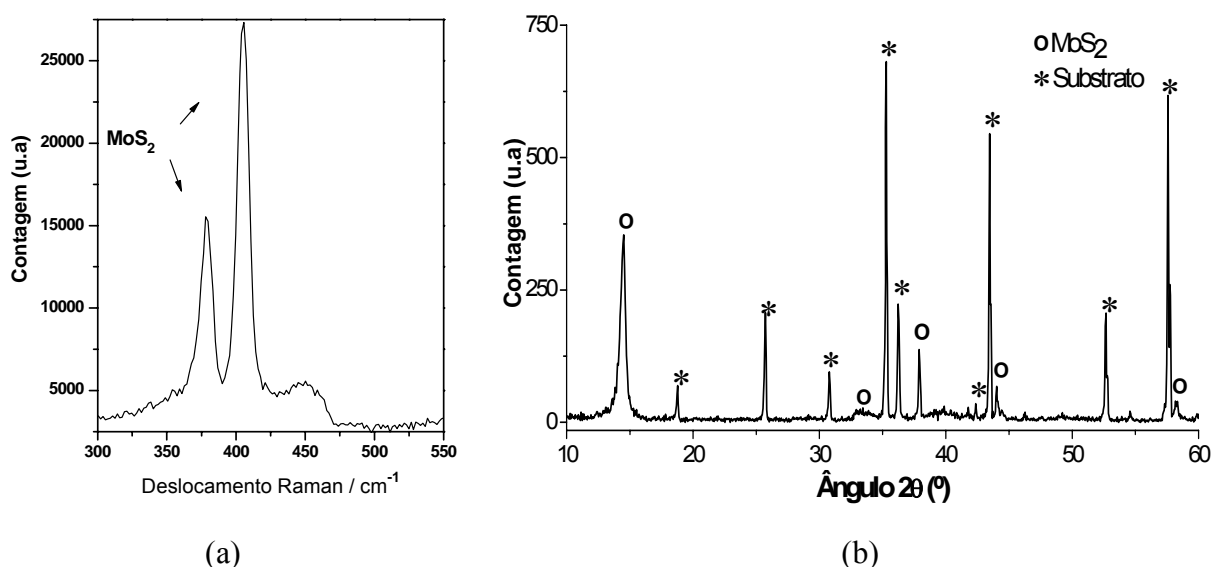 25000
20000
15000
10000
5000
300 350 400 450 500 550
Contagem (u.a)
MoS2
Deslocamento Raman / cm-1
(a)
750
500
250
0
10 20 30 40 50 60
Contagem (u.a)
o MoS2
* Substrato
Ângulo 2θ (º)
(b)